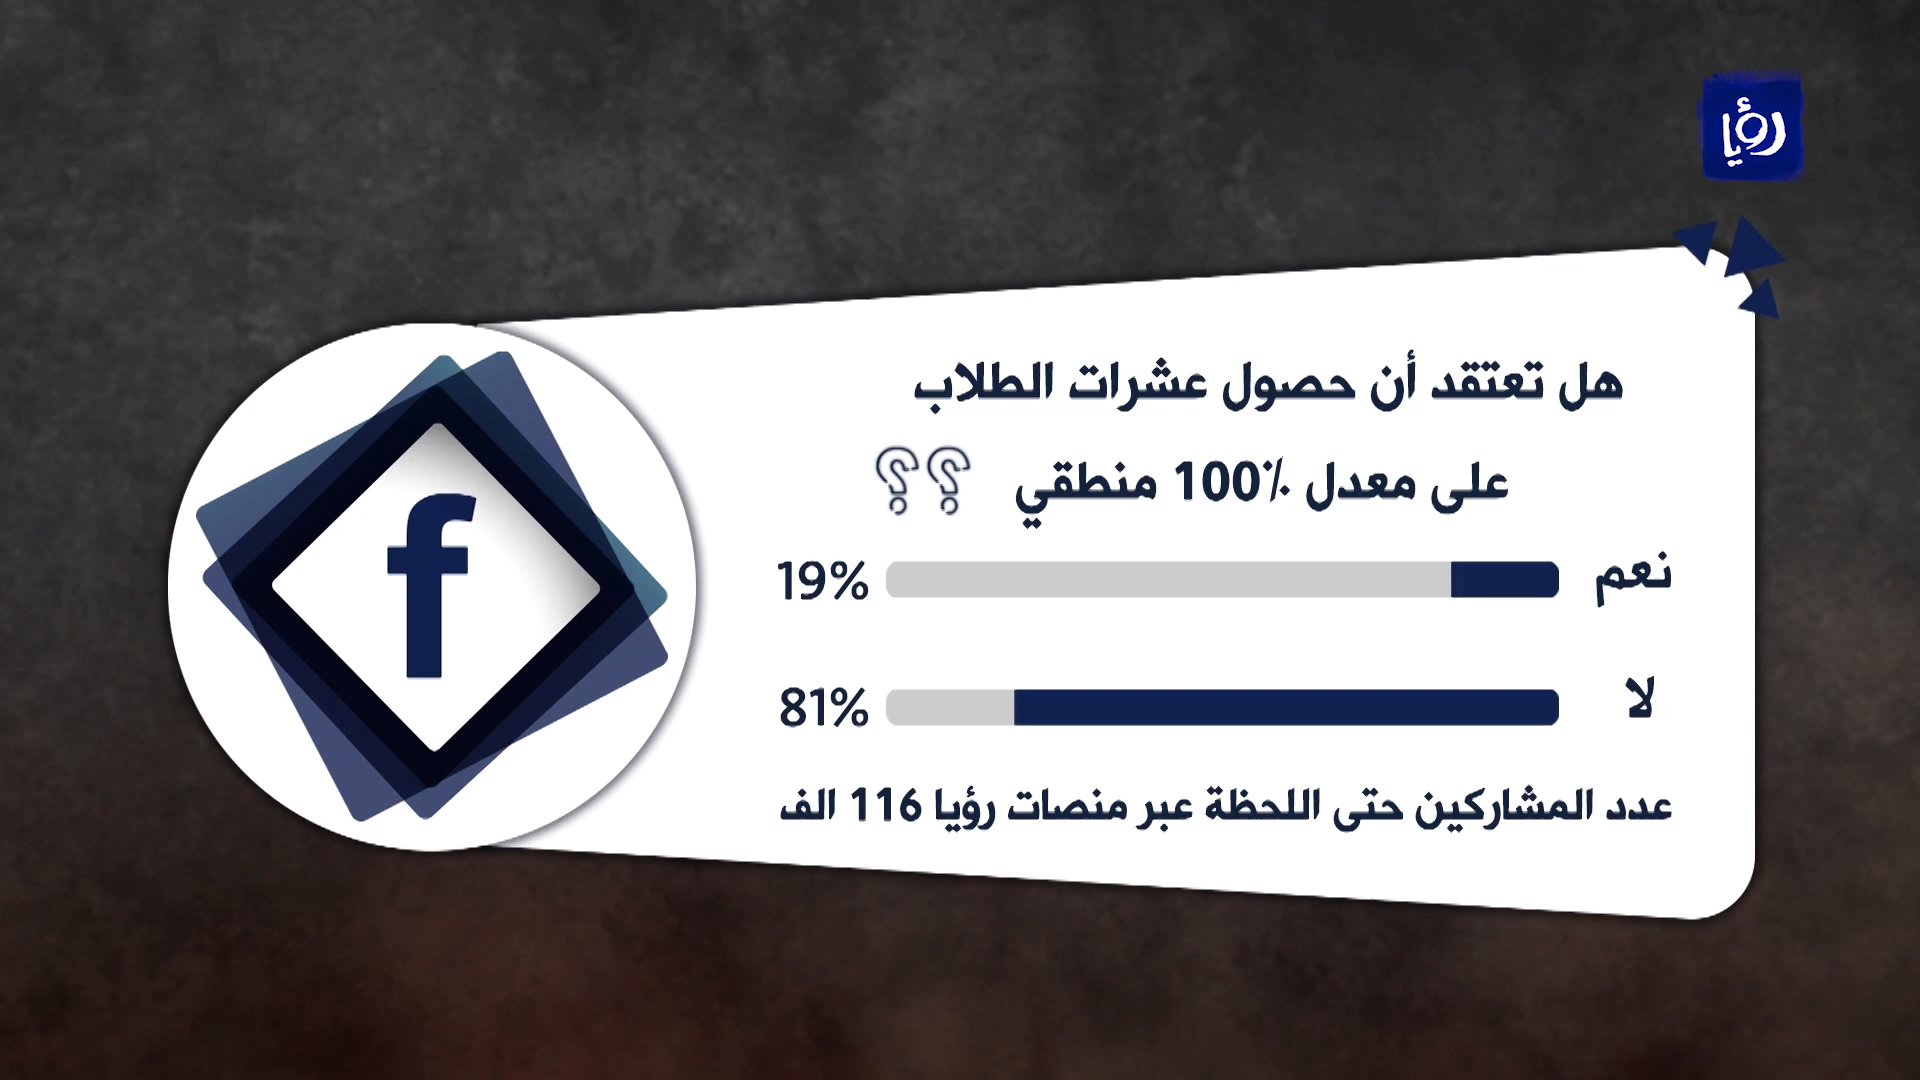 رؤيا
هل تعتقد أن حصول عشرات الطلاب
على معدل 100٪ منطقي ؟؟
نعم 19%
لا 81%
عدد المشاركين حتى اللحظة عبر منصات رؤيا 116 الف
f